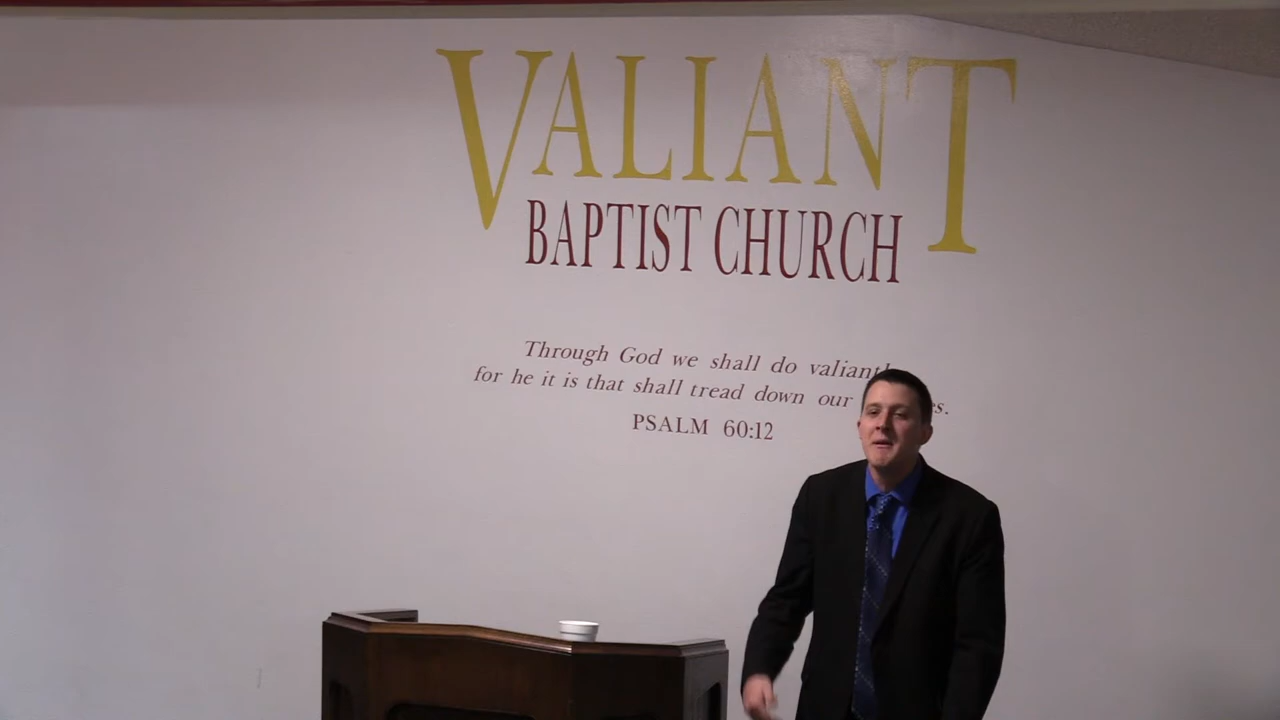 VALIANT
BAPTIST CHURCH
Through God we shall do
for he it is that shall tread down our
PSALM 60:12